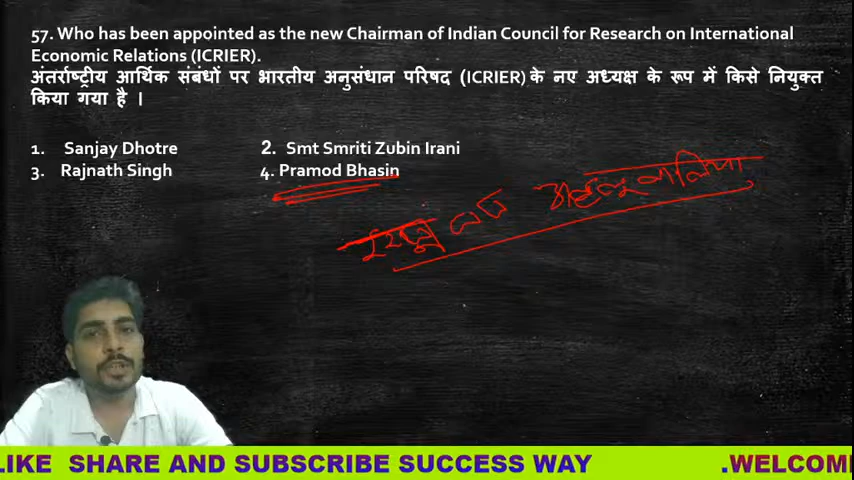 57. Who has been appointed as the new Chairman of Indian Council for Research on International
Economic Relations (ICRIER).
अंतर्राष्ट्रीय आर्थिक संबंधों पर भारतीय अनुसंधान परिषद (ICRIER) के नए अध्यक्ष के रूप में किसे नियुक्त
किया गया है ।
1. Sanjay Dhotre 2. Smt Smriti Zubin Irani
3. Rajnath Singh 4. Pramod Bhasin
अहलूवालिया
LIKE SHARE AND SUBSCRIBE SUCCESS WAY .WELCOM